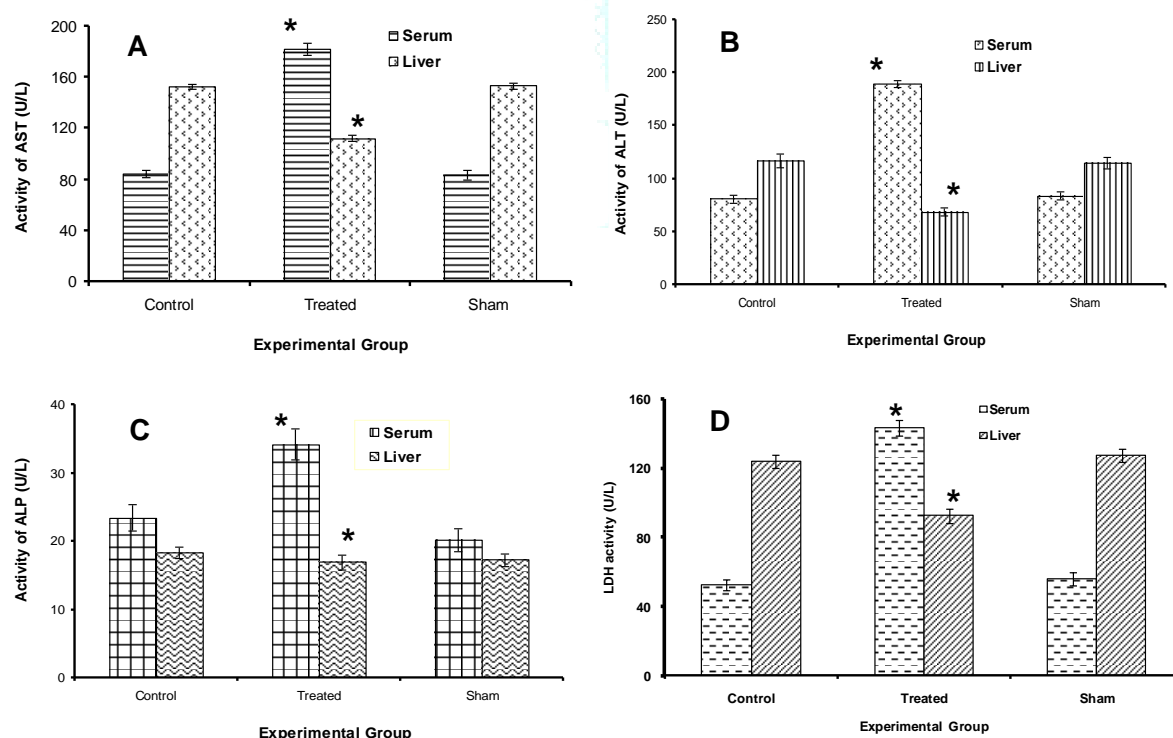 A
Activity of AST (U/L)
200
160
120
80
40
0
*
*
Serum
Liver
Control
Treated
Sham
Experimental Group
B
Activity of ALT (U/L)
250
200
150
100
50
0
*
*
Serum
Liver
Control
Treated
Sham
Experimental Group
C
Activity of ALP (U/L)
40
30
20
10
0
*
*
Serum
Liver
Control
Treated
Sham
Experimental Group
D
LDH activity (U/L)
160
120
80
40
0
*
*
Serum
Liver
Control
Treated
Sham
Experimental Group